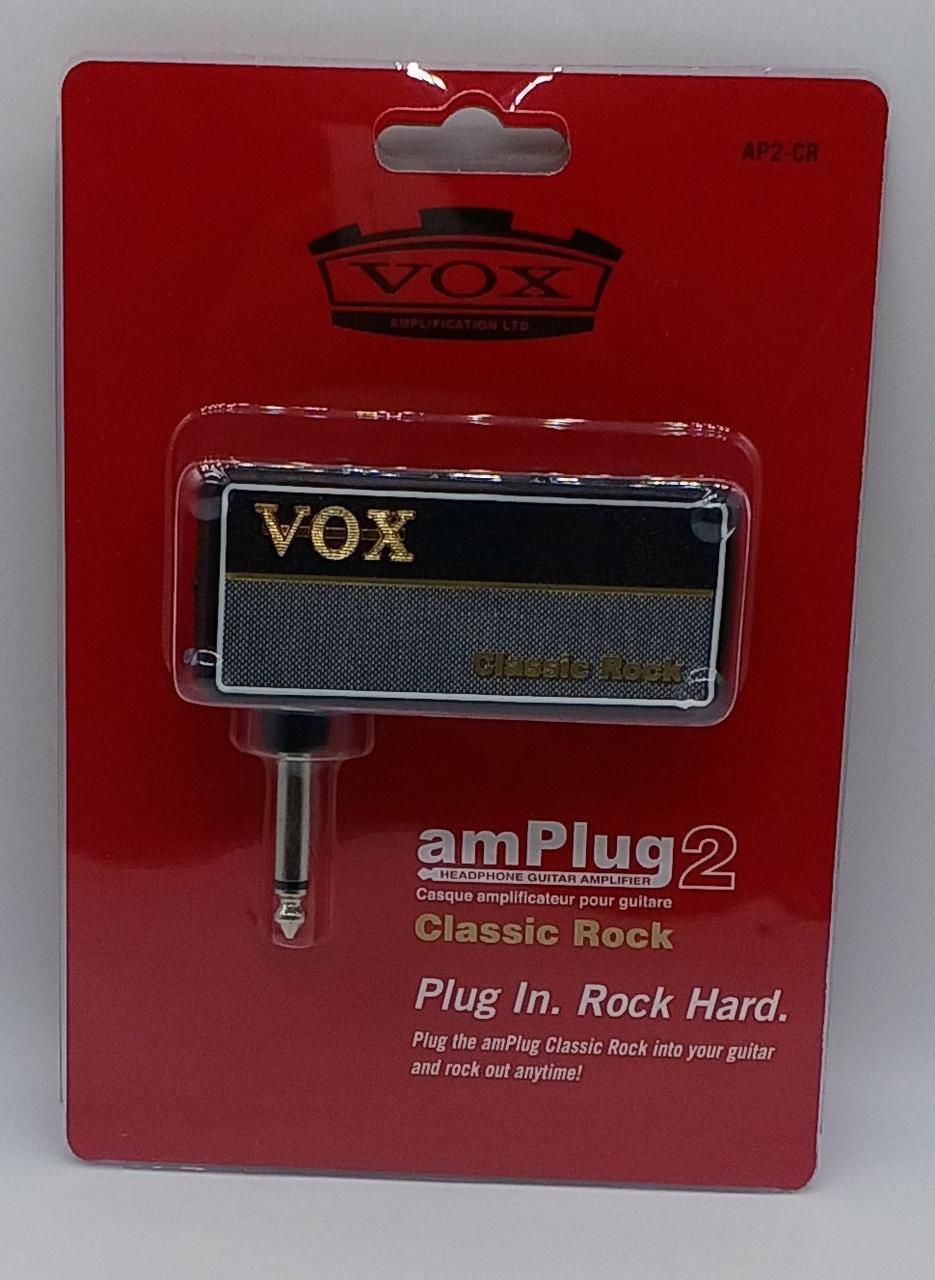 AP2-CR
VOX
AMPLIFICATION LTD.
VOX
Classic Rock
amPlug2
HEADPHONE GUITAR AMPLIFIER
Casque amplificateur pour guitare
Classic Rock
Plug In. Rock Hard.
Plug the amPlug Classic Rock into your guitar
and rock out anytime!